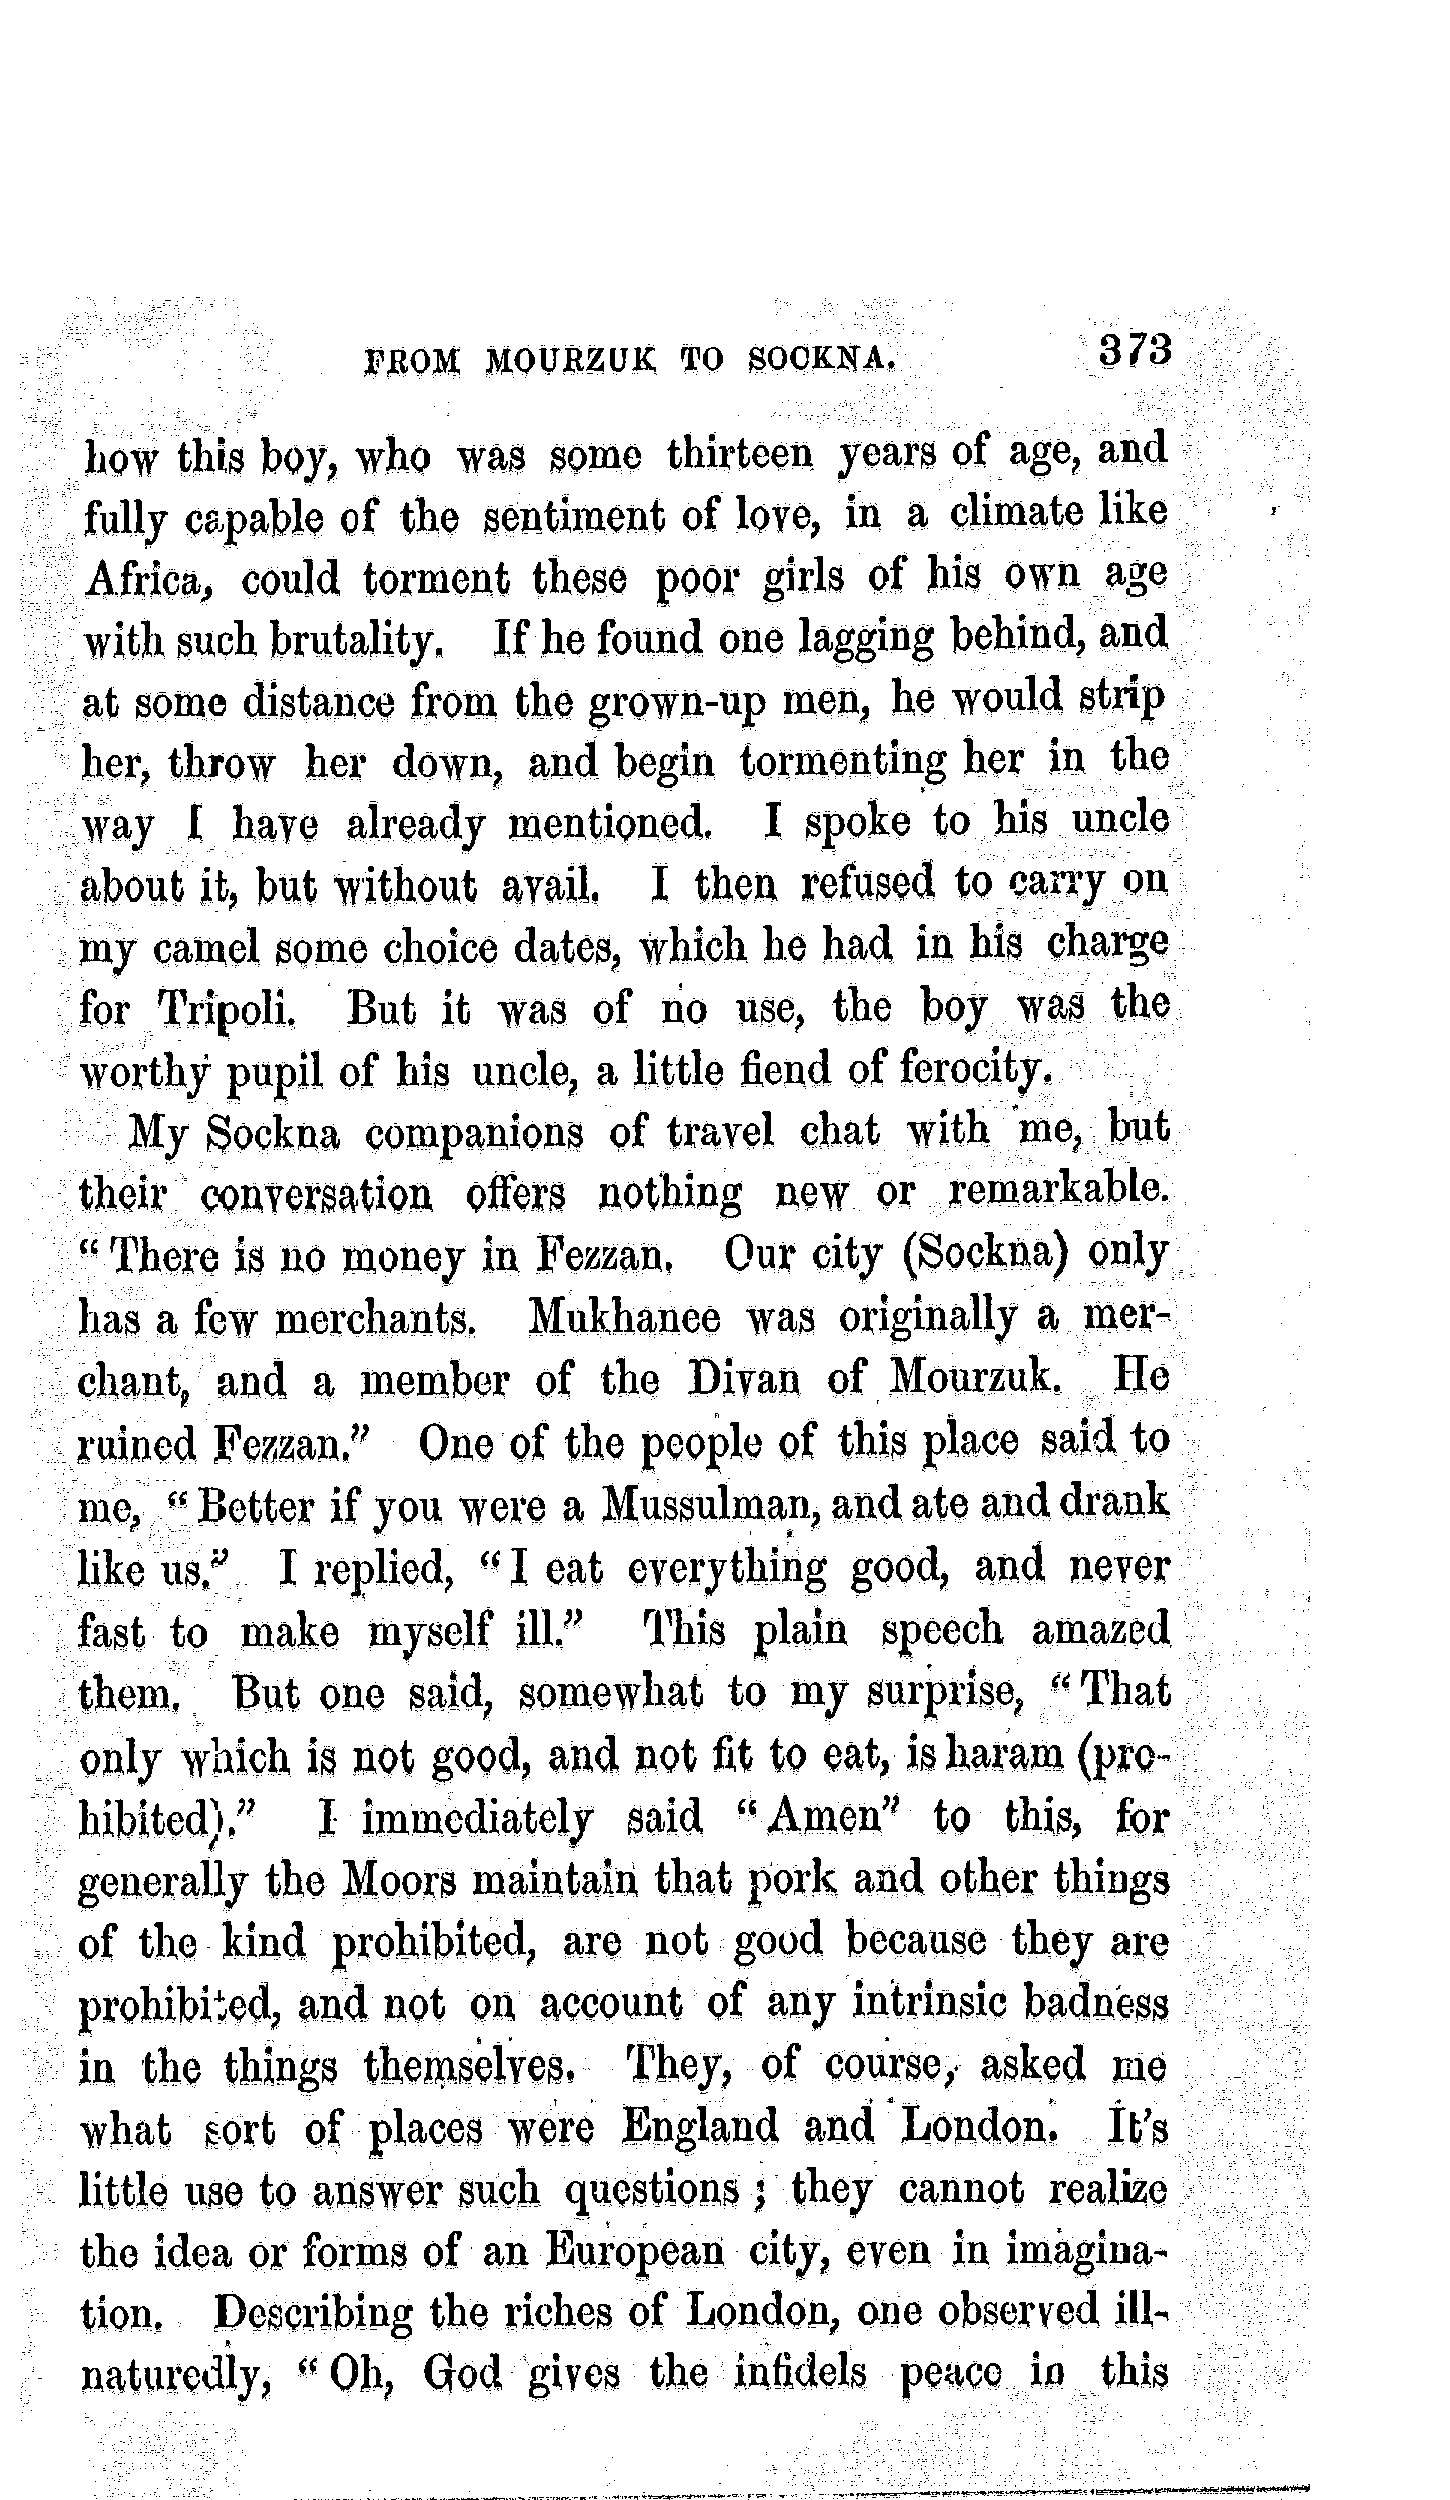 FROM MOURZUK TO SOCKNA. 373
how this boy, who was some thirteen years of age, and
fully capable of the sentiment of love, in a climate like
Africa, could torment these poor girls of his own age
with such brutality. If he found one lagging behind, and
at some distance from the grown-up men, he would strip
her, throw her down, and begin tormenting her in the
way I have already mentioned. I spoke to his uncle
about it, but without avail. I then refused to carry on
my camel some choice dates, which he had in his charge
for Tripoli. But it was of no use, the boy was the
worthy pupil of his uncle, a little fiend of ferocity.
My Sockna companions of travel chat with me, but
their conversation offers nothing new or remarkable.
“There is no money in Fezzan. Our city (Sockna) only
has a few merchants. Mukhanee was originally a mer-
chant, and a member of the Divan of Mourzuk. He
ruined Fezzan.” One of the people of this place said to
me, “Better if you were a Mussulman, and ate and drank
like us.” I replied, “I eat everything good, and never
fast to make myself ill.” This plain speech amazed
them. But one said, somewhat to my surprise, “That
only which is not good, and not fit to eat, is haram (pro-
hibited).” I immediately said “Amen” to this, for
generally the Moors maintain that pork and other things
of the kind prohibited, are not good because they are
prohibited, and not on account of any intrinsic badness
in the things themselves. They, of course, asked me
what sort of places were England and London. It’s
little use to answer such questions; they cannot realize
the idea or forms of an European city, even in imagina-
tion. Describing the riches of London, one observed ill-
naturedly, “Oh, God gives the infidels peace in this